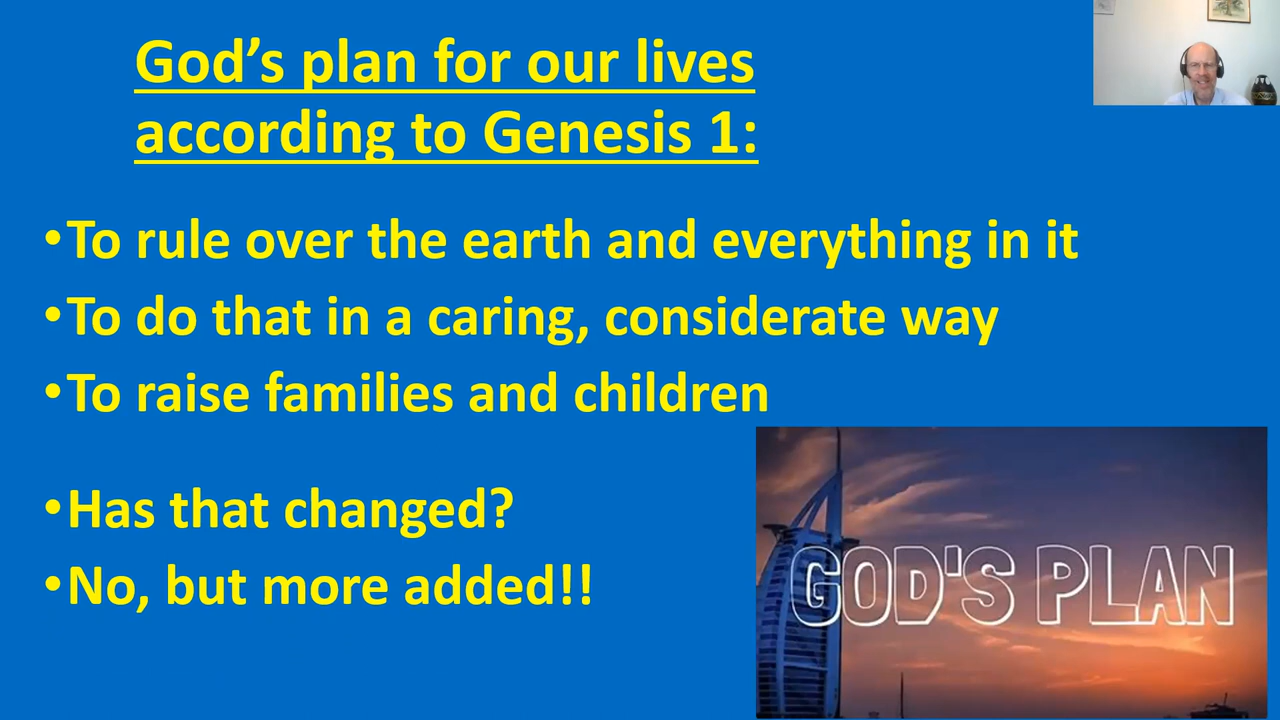 God’s plan for our lives
according to Genesis 1:
•To rule over the earth and everything in it
•To do that in a caring, considerate way
•To raise families and children
•Has that changed?
•No, but more added!!
GOD'S PLAN